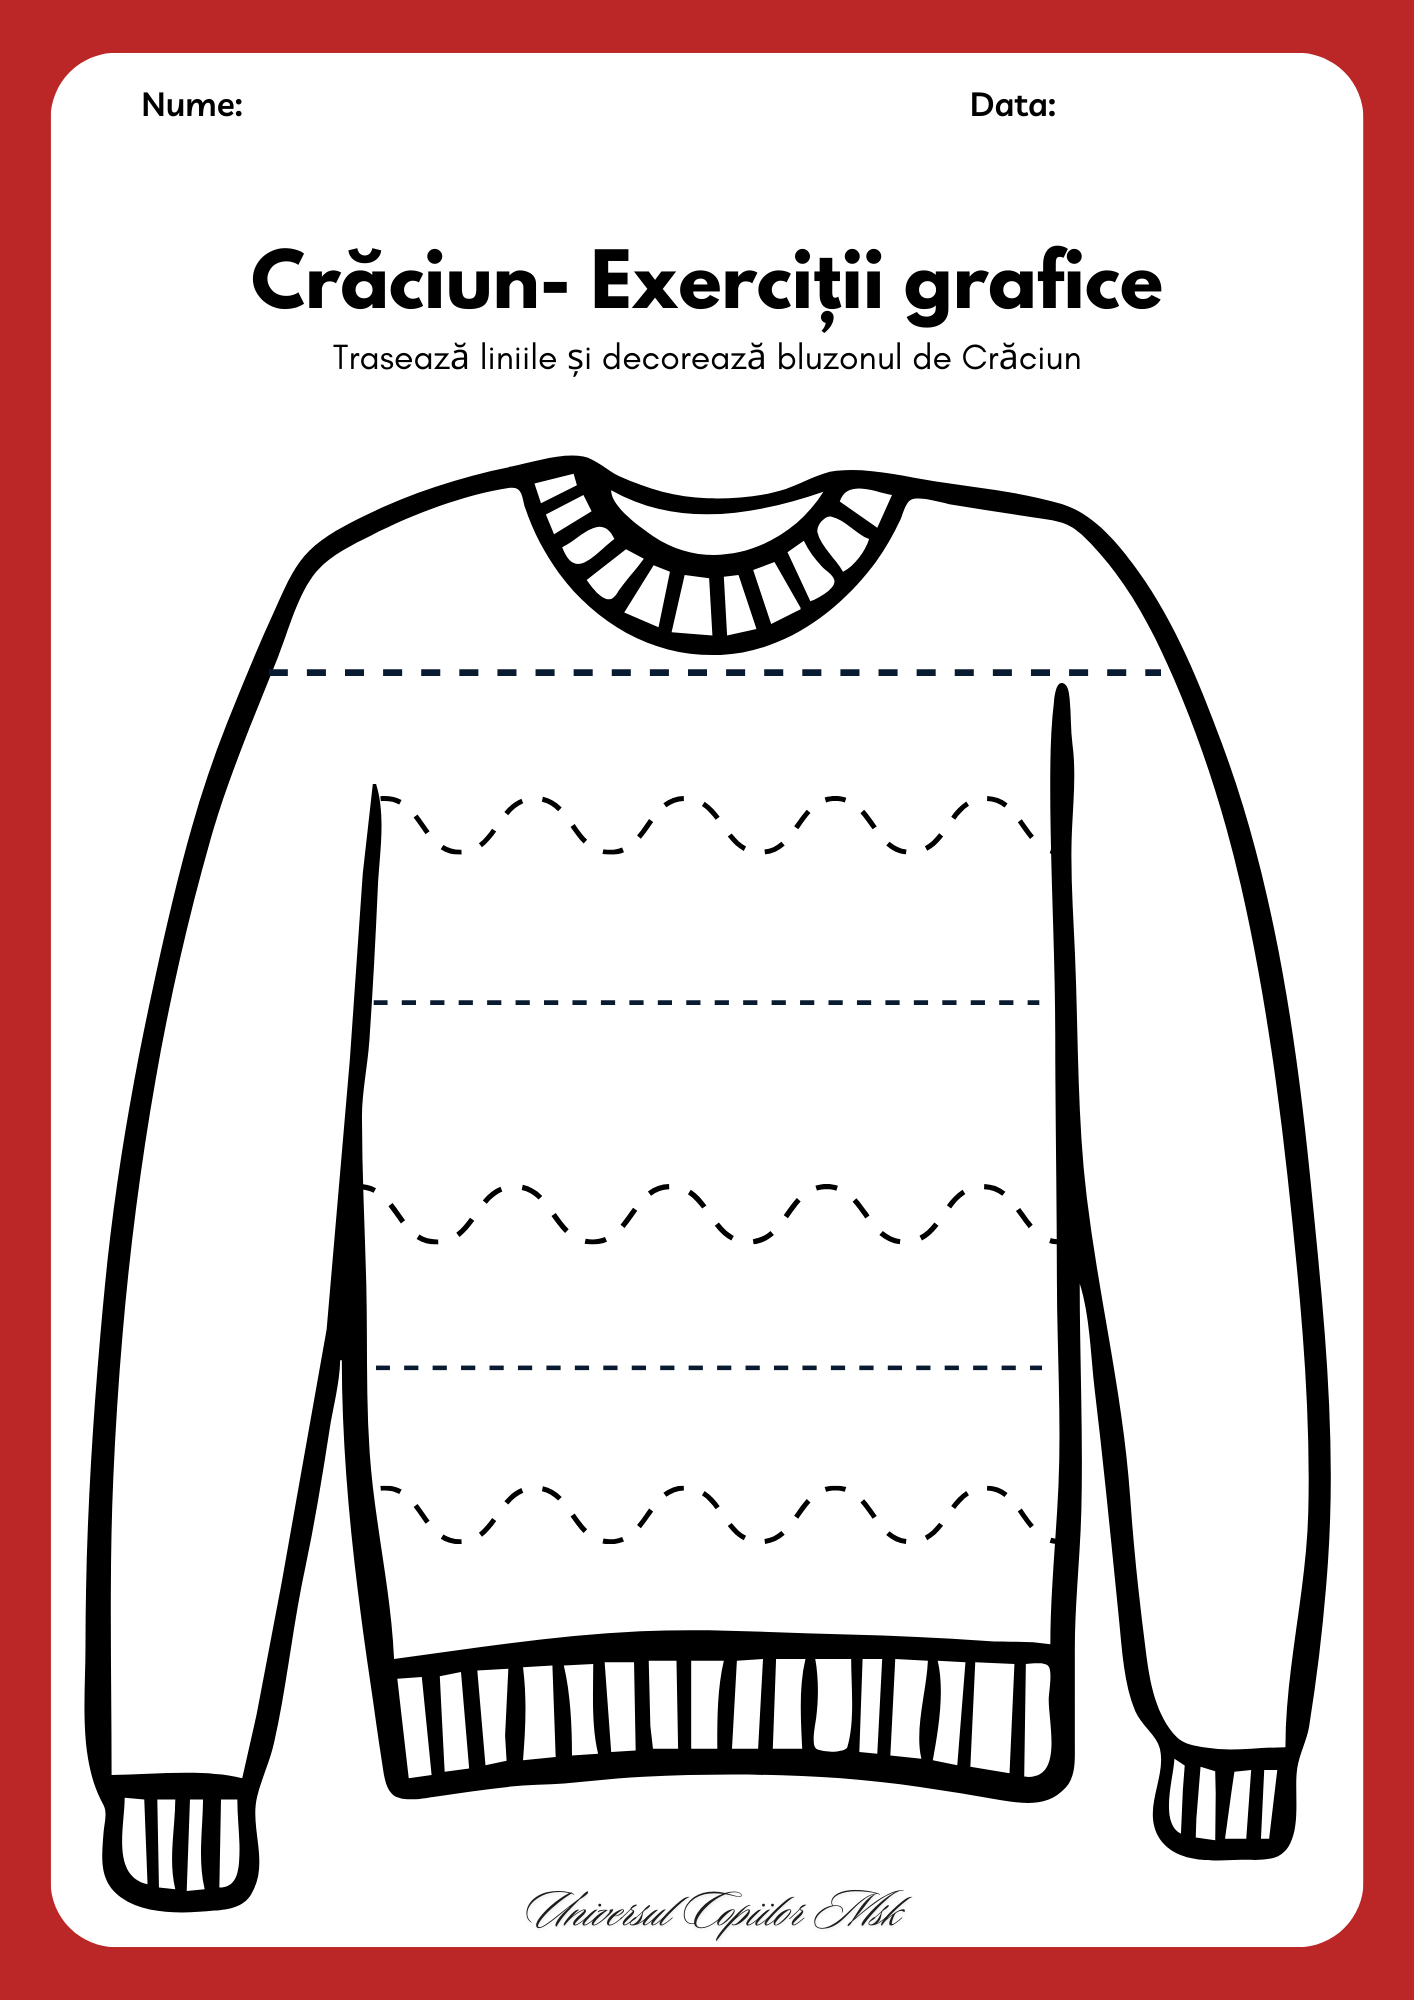 Nume:
Data:
Crăciun- Exerciții grafice
Trasează liniile și decorează bluzonul de Crăciun
Universul Copiilor Msk